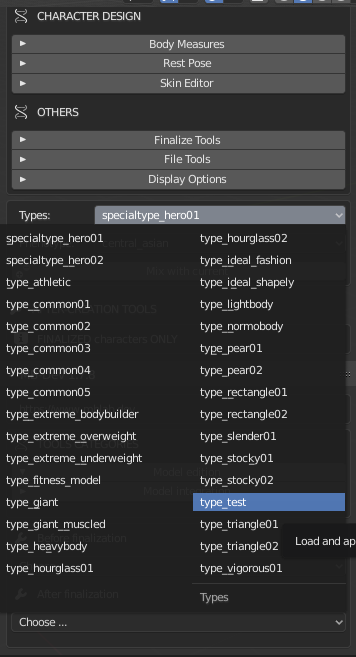 CHARACTER DESIGN
Body Measures
Rest Pose
Skin Editor
OTHERS
Finalize Tools
File Tools
Display Options
Types: specialtype_hero01
specialtype_hero01
specialtype_hero02
type_athletic
type_common01
type_common02
type_common03
type_common04
type_common05
type_extreme_bodybuilder
type_extreme_overweight
type_extreme_underweight
type_fitness_model
type_giant
type_giant_muscled
type_heavybody
type_hourglass01
type_hourglass02
type_ideal_fashion
type_ideal_shapely
type_lightbody
type_normobody
type_pear01
type_pear02
type_rectangle01
type_rectangle02
type_slender01
type_stocky01
type_stocky02
type_test
type_triangle01
type_triangle02
type_vigorous01
Types
Load and ap
After finalization
Choose ...